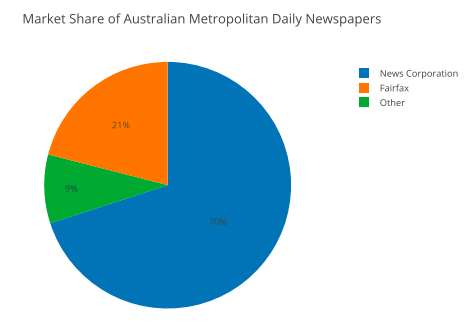 Market Share of Australian Metropolitan Daily Newspapers
News Corporation
Fairfax
Other
21%
9%
70%